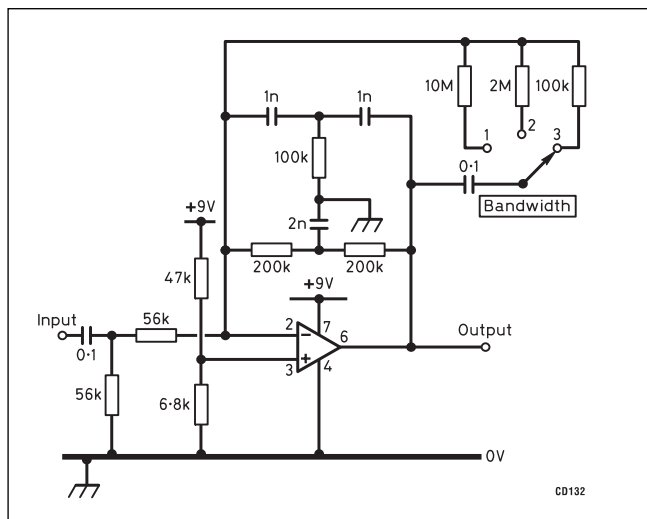 10M
2M
100k
1n
1n
1
2
3
100k
0·1
Bandwidth
+9V
2n
47k
200k
200k
+9V
Input
56k
2
7
6
Output
0·1
3
4
56k
6·8k
0V
CD132